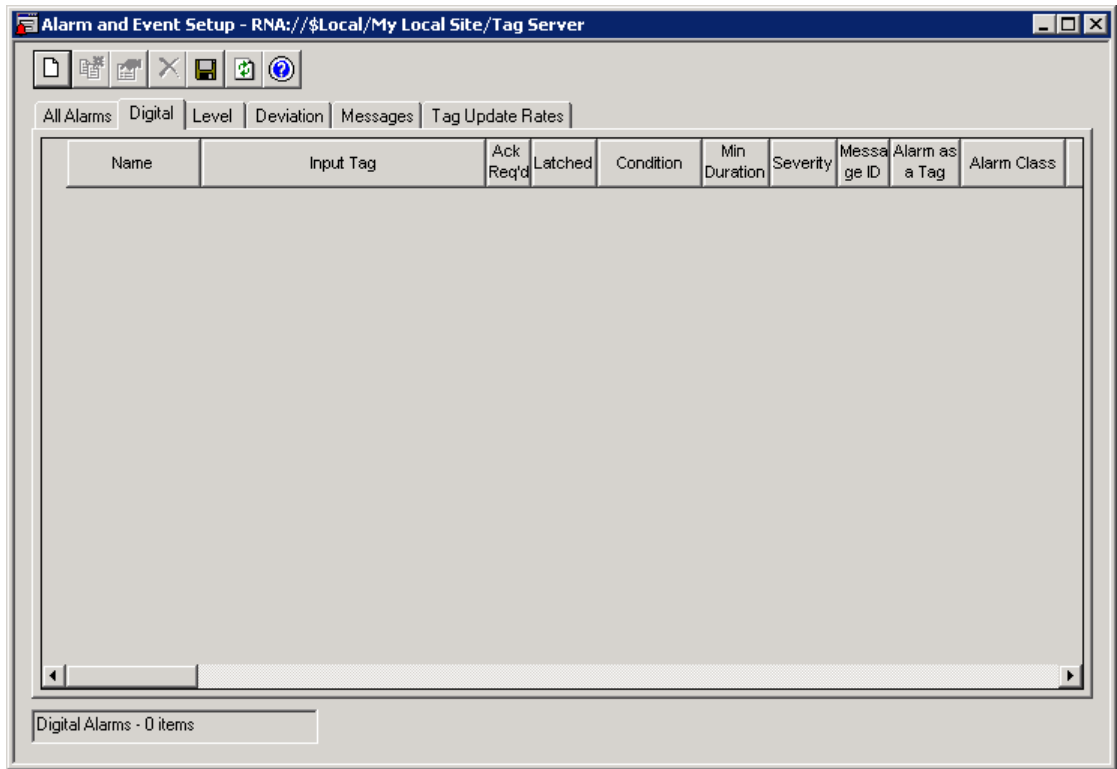 Alarm and Event Setup - RNA://$Local/My Local Site/Tag Server
All Alarms Digital Level Deviation Messages Tag Update Rates
Name Input Tag Ack Req'd Latched Condition Min Duration Severity Messa ge ID Alarm as a Tag Alarm Class
Digital Alarms - 0 items